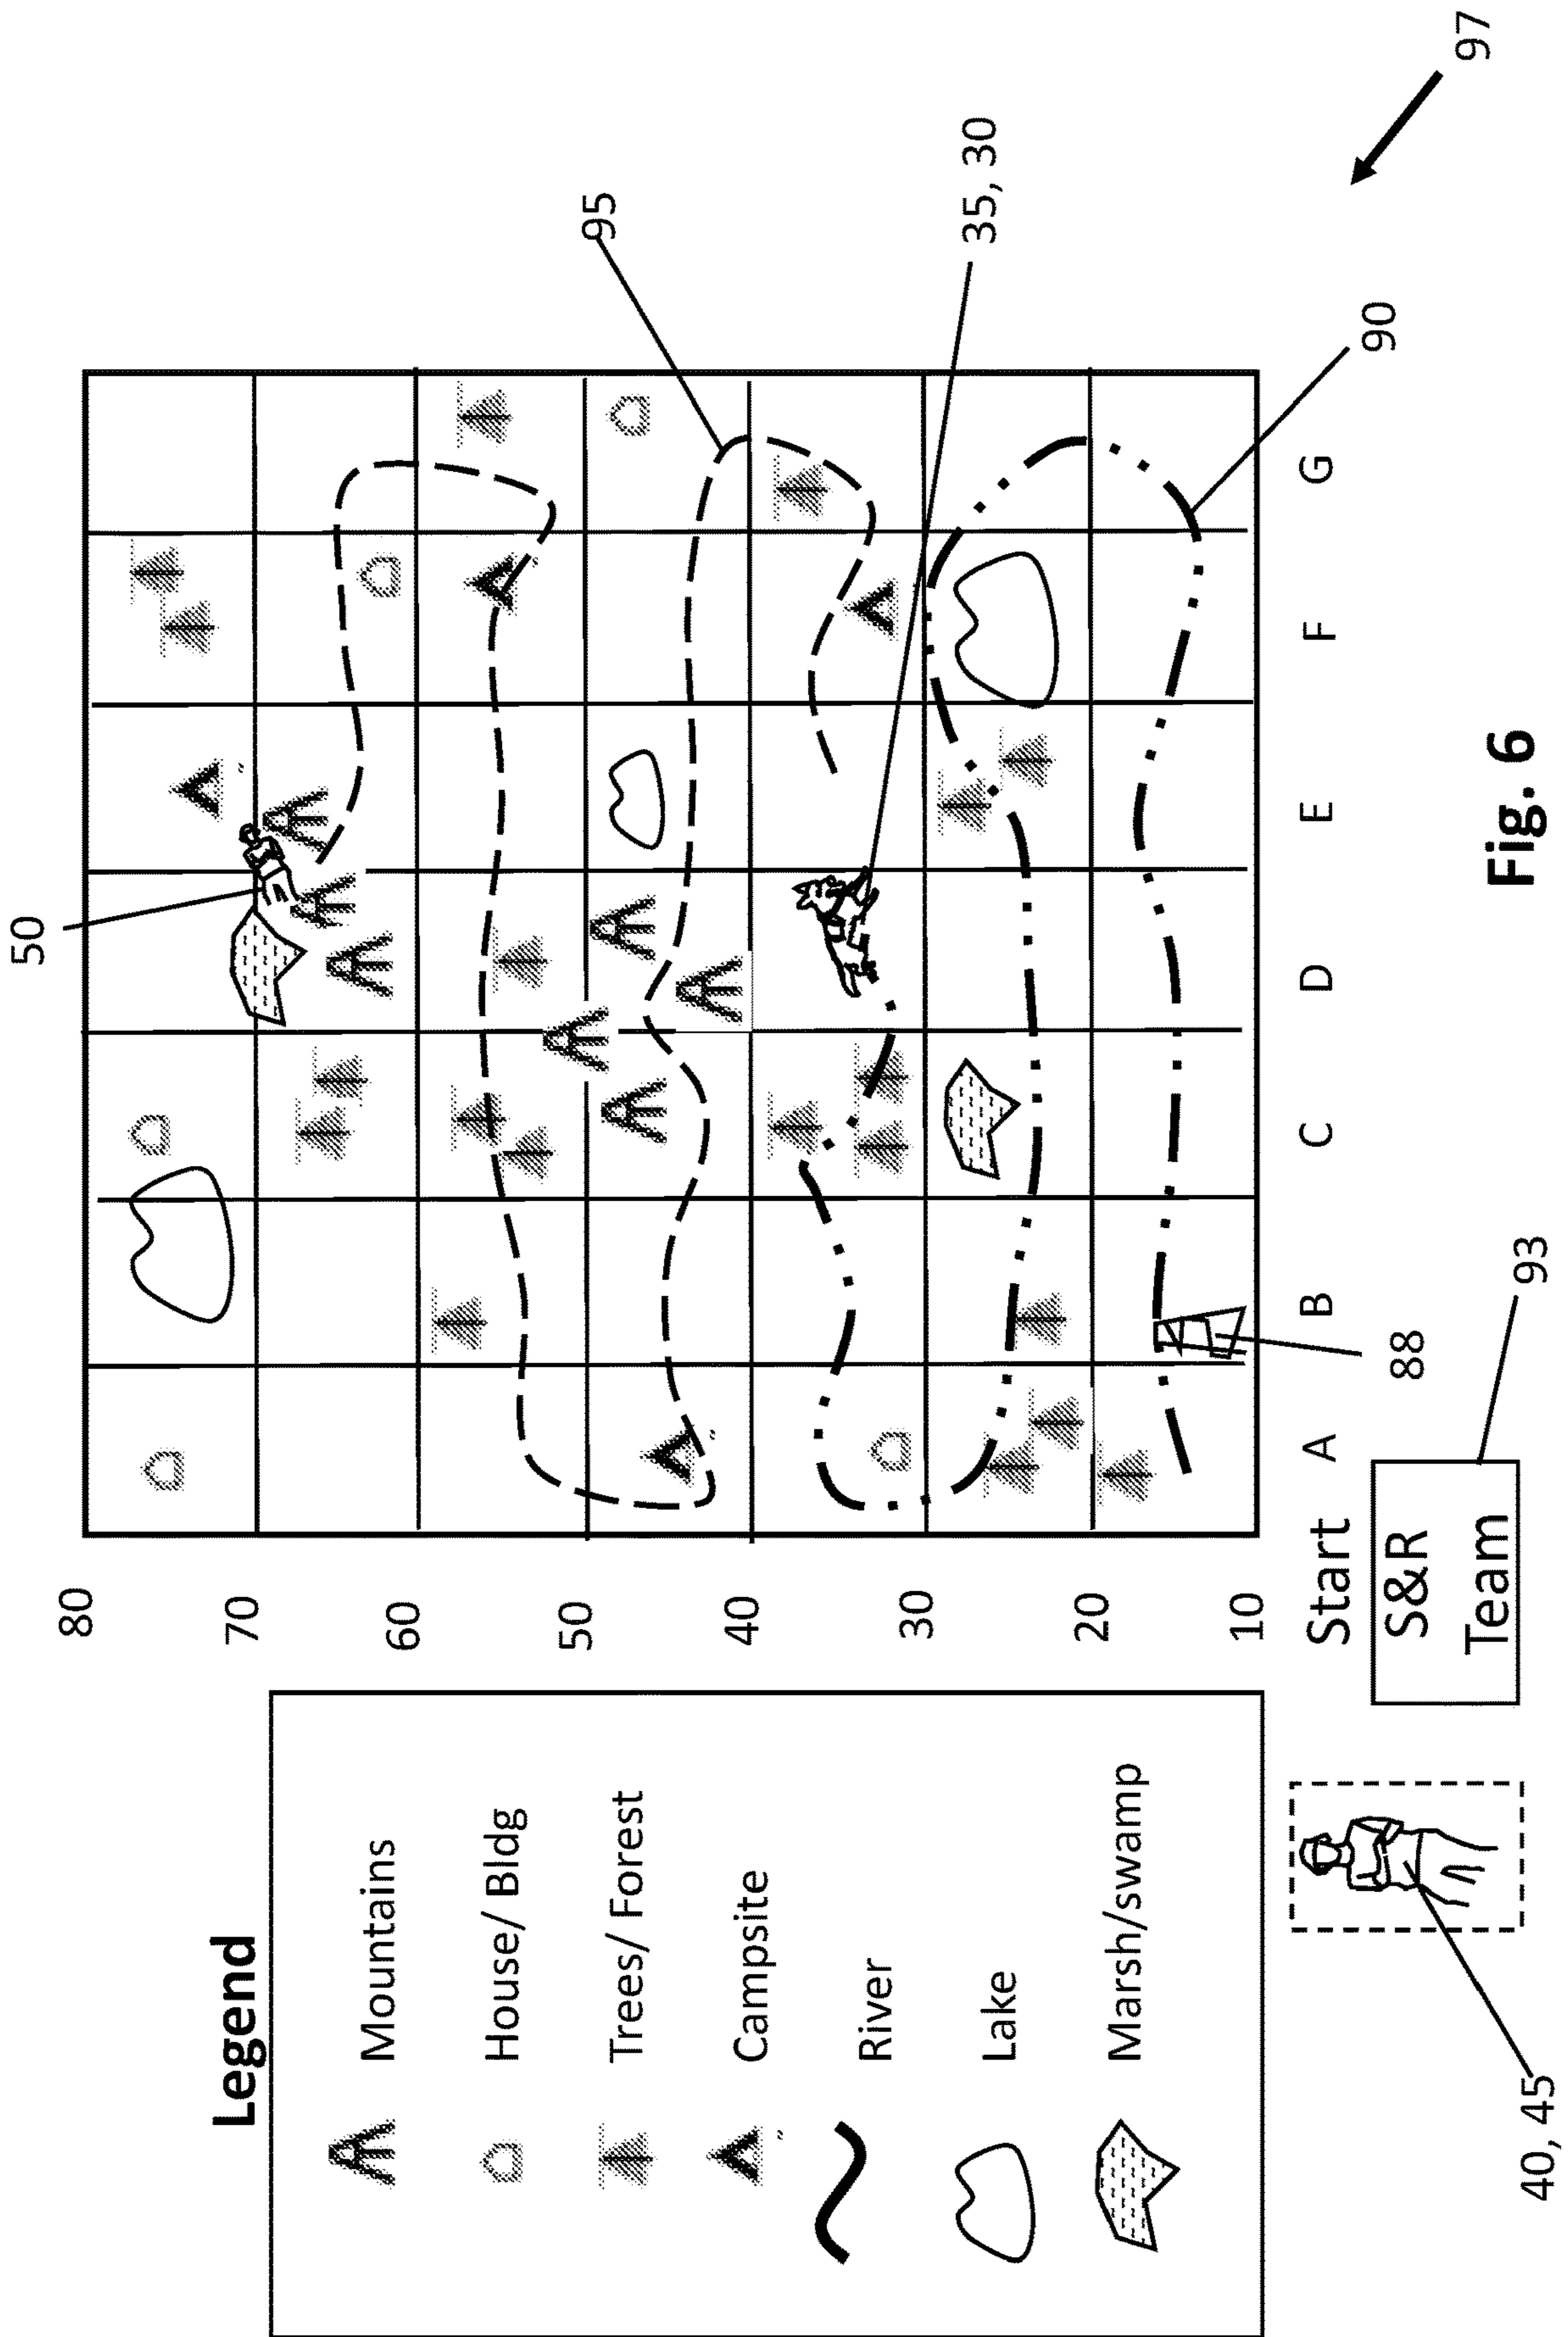 Legend
Mountains
House/ Bldg
Trees/ Forest
Campsite
River
Lake
Marsh/swamp
80
70
60
50
40
30
20
10
Start
A
B
C
D
E
F
G
S&R
Team
50
95
35, 30
90
97
88
93
40, 45
Fig. 6